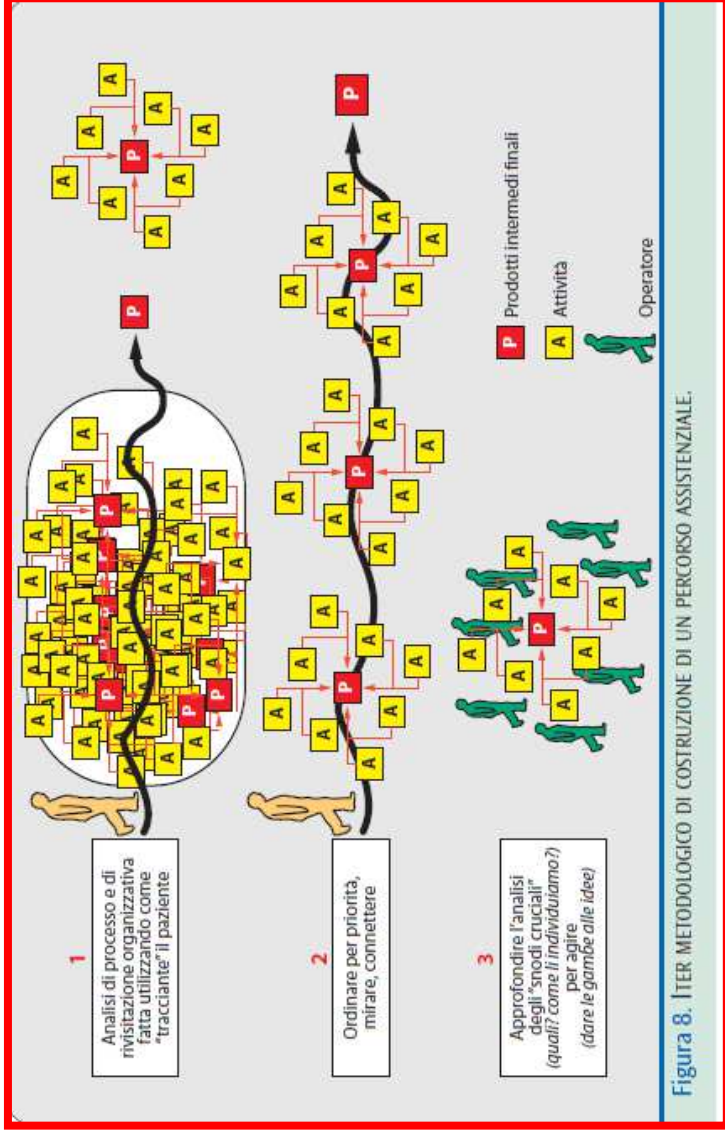 1
Analisi di processo e di
rivisitazione organizzativa
fatta utilizzando come
"tracciante" il paziente
A A A A A A A A A A A A A A A A A A A A
P P P P P
P
A A A A A A A A
P
2
Ordinare per priorità,
mirare, connettere
A A A A A A A A
P
A A A A A A A A
P
A A A A A A A A
P
P
3
Approfondire l'analisi
degli "snodi cruciali"
(quali? come li individuiamo?)
per agire
(dare le gambe alle idee)
A A A A A A A A
P
P Prodotti intermedi finali
A Attività
Operatore
Figura 8. ITER METODOLOGICO DI COSTRUZIONE DI UN PERCORSO ASSISTENZIALE.